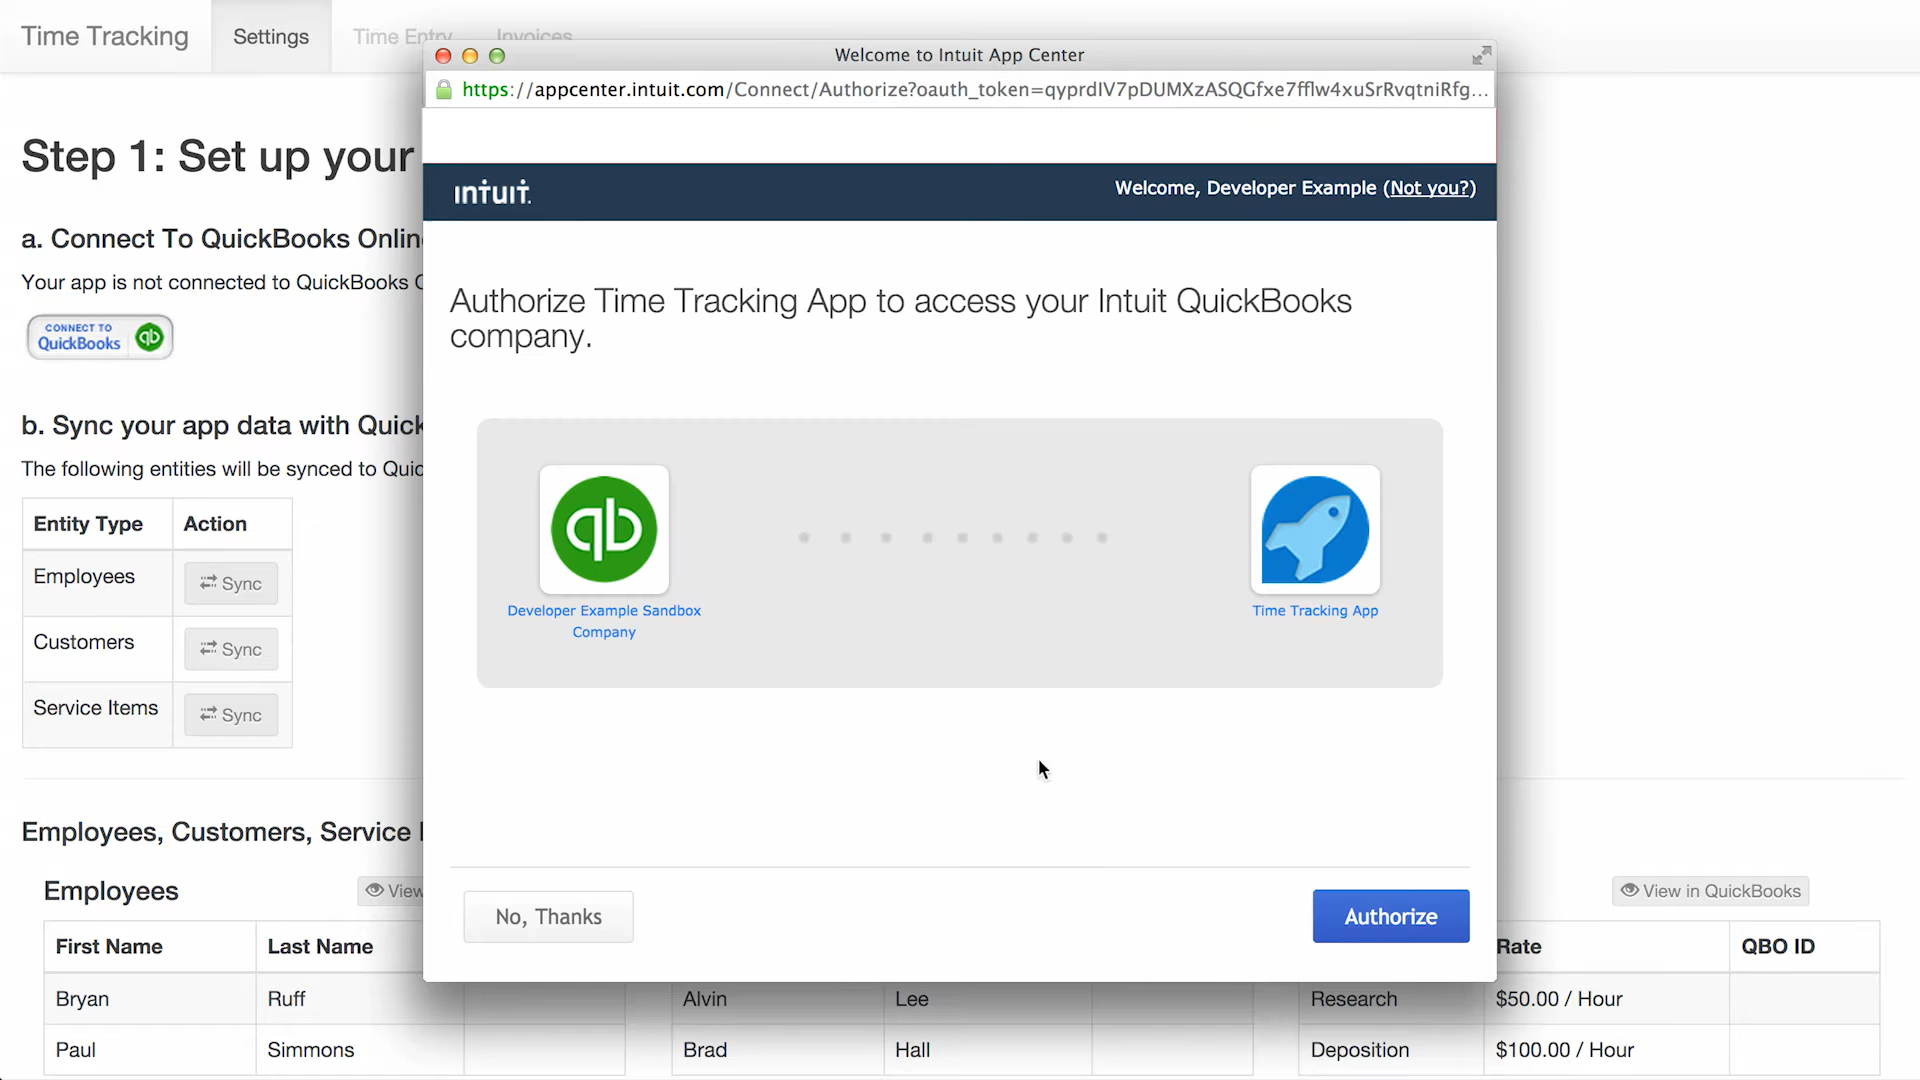 Time Tracking
Settings
Time Entry
Invoices
Welcome to Intuit App Center
https://appcenter.intuit.com/Connect/Authorize?oauth_token=qyprdIV7pDUMXzASQGfxe7fflw4xuSrRvqtniRfg...
Step 1: Set up your
intuit.
Welcome, Developer Example (Not you?)
a. Connect To QuickBooks Onlin
Your app is not connected to QuickBooks
CONNECT TO
QuickBooks
qb
Authorize Time Tracking App to access your Intuit QuickBooks
company.
b. Sync your app data with Quick
The following entities will be synced to Quic
Entity Type Action
Employees Sync
Customers Sync
Service Items Sync
qb
Developer Example Sandbox
Company
Time Tracking App
Employees, Customers, Service
No, Thanks
Authorize
Employees View
View in QuickBooks
First Name Last Name Rate QBO ID
Bryan Ruff Alvin Lee Research $50.00 / Hour
Paul Simmons Brad Hall Deposition $100.00 / Hour